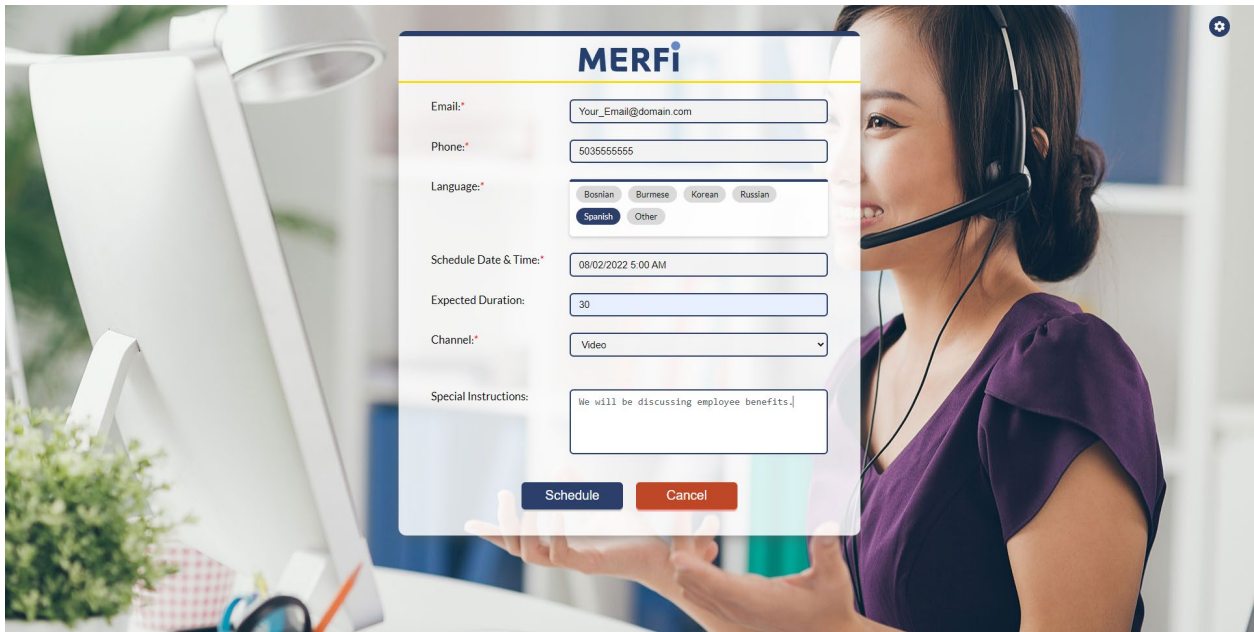 MERFi
Email:*
Your_Email@domain.com
Phone:*
5035555555
Language:*
Bosnian Burmese Korean Russian
Spanish Other
Schedule Date & Time:*
08/02/2022 5:00 AM
Expected Duration:
30
Channel:*
Video
Special Instructions:
We will be discussing employee benefits.
Schedule Cancel